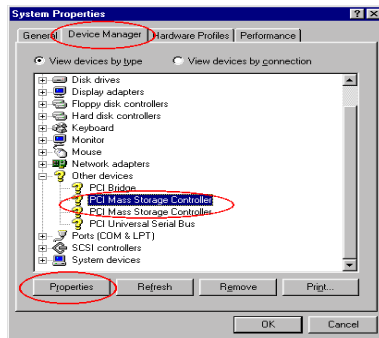 System Properties
General Device Manager Hardware Profiles Performance
View devices by type View devices by connection
Disk drives
Display adapters
Floppy disk controllers
Hard disk controllers
Keyboard
Monitor
Mouse
Network adapters
Other devices
PCI Bridge
PCI Mass Storage Controller
PCI Mass Storage Controller
PCI Universal Serial Bus
Ports (COM & LPT)
SCSI controllers
System devices
Properties Refresh Remove Print...
OK Cancel